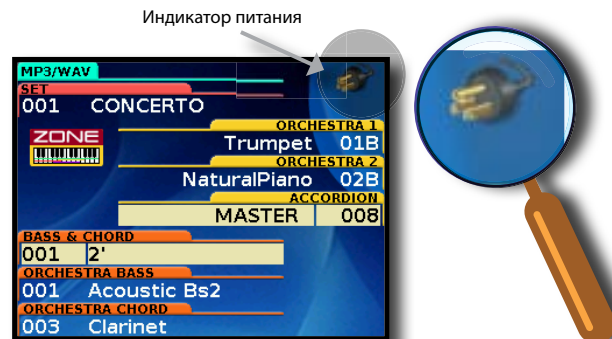 Индикатор питания
MP3/WAV
SET
001 CONCERTO
ZONE
ORCHESTRA 1
Trumpet 01B
ORCHESTRA 2
NaturalPiano 02B
ACCORDION
MASTER 008
BASS & CHORD
001 2'
ORCHESTRA BASS
001 Acoustic Bs2
ORCHESTRA CHORD
003 Clarinet